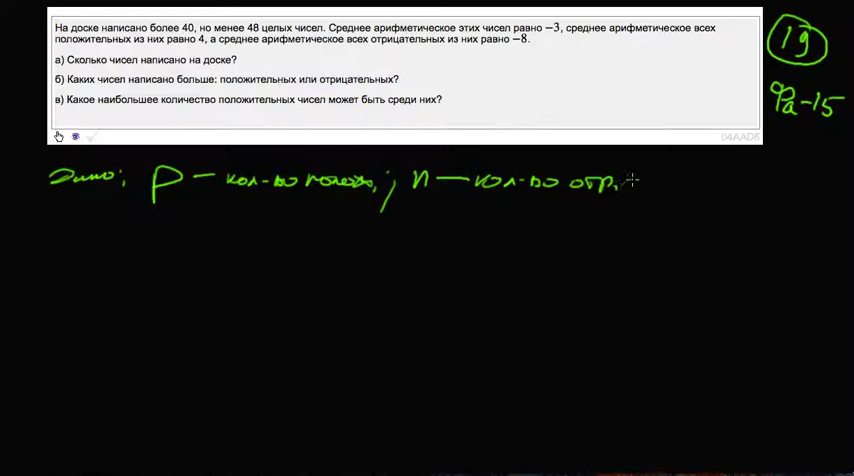 На доске написано более 40, но менее 48 целых чисел. Среднее арифметическое этих чисел равно −3, среднее арифметическое всех
положительных из них равно 4, а среднее арифметическое всех отрицательных из них равно −8.
а) Сколько чисел написано на доске?
б) Каких чисел написано больше: положительных или отрицательных?
в) Какое наибольшее количество положительных чисел может быть среди них?
04AAD6
19
фа-15
p — кол-во полож.; n — кол-во отр.